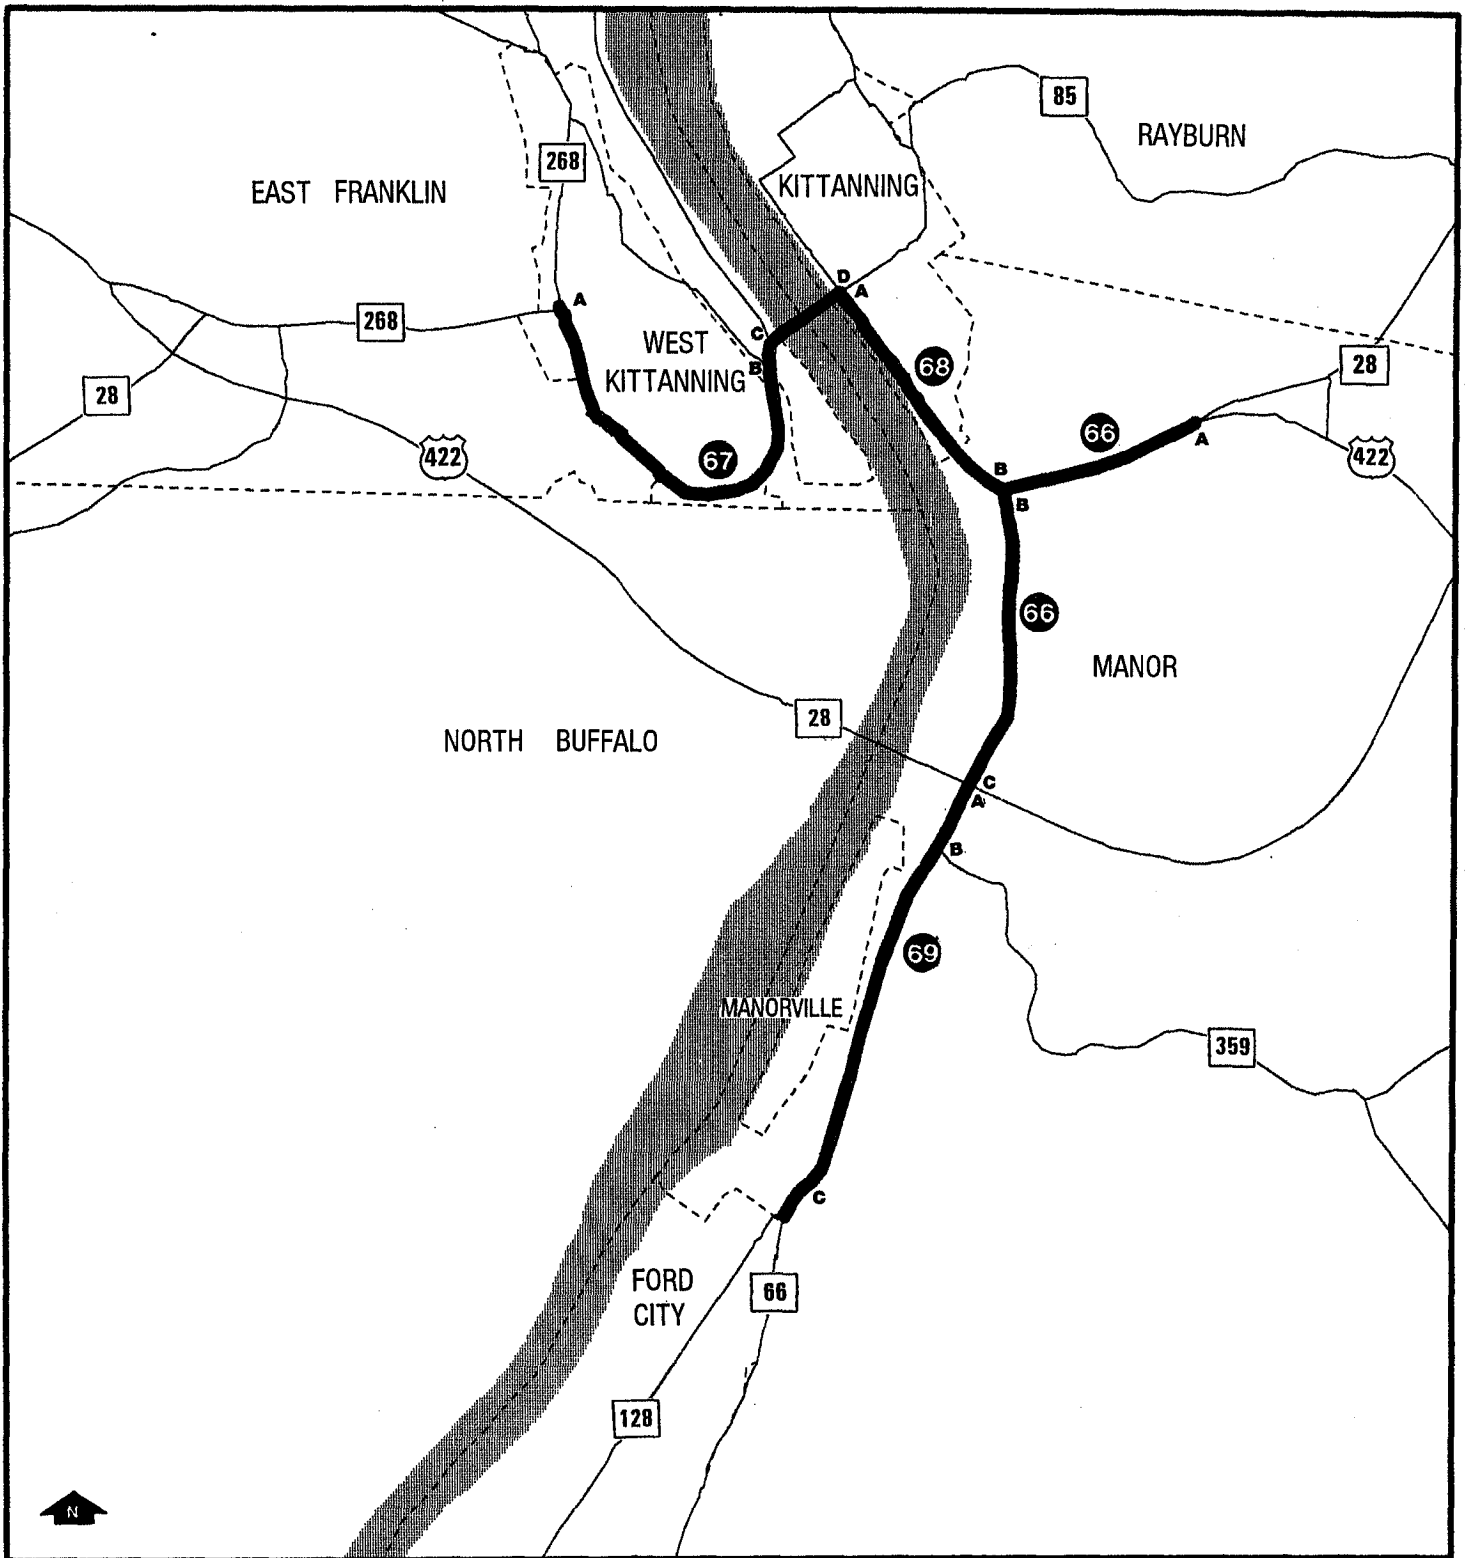 85
RAYBURN
268
EAST FRANKLIN
KITTANNING
D
A
A
268
C
WEST
KITTANNING
B
68
28
28
66
A
422
422
67
B
B
66
MANOR
28
NORTH BUFFALO
C
A
B
69
MANORVILLE
359
C
FORD
CITY
66
128
N